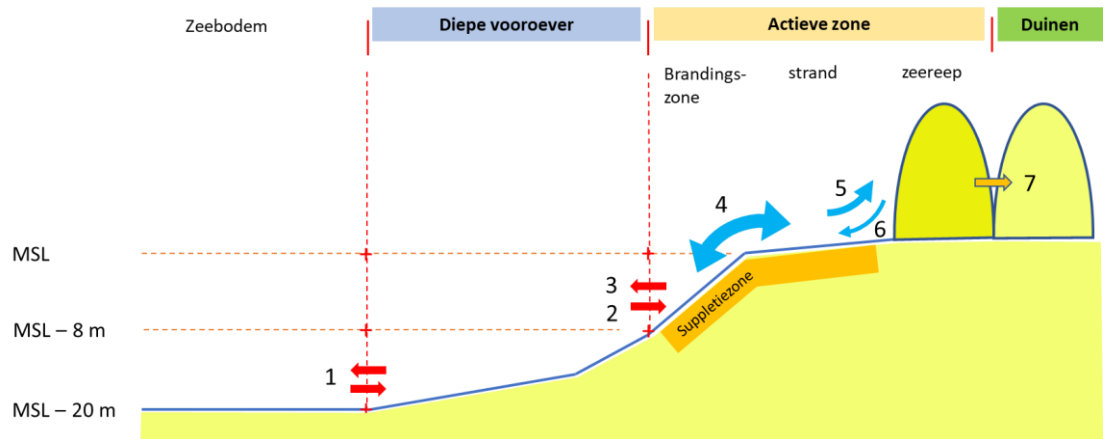 Zeebodem
Diepe vooroever
Actieve zone
Duinen
Brandings-
zone
strand
zeereep
5
7
4
6
MSL
3
2
Suppletiezone
MSL – 8 m
1
MSL – 20 m